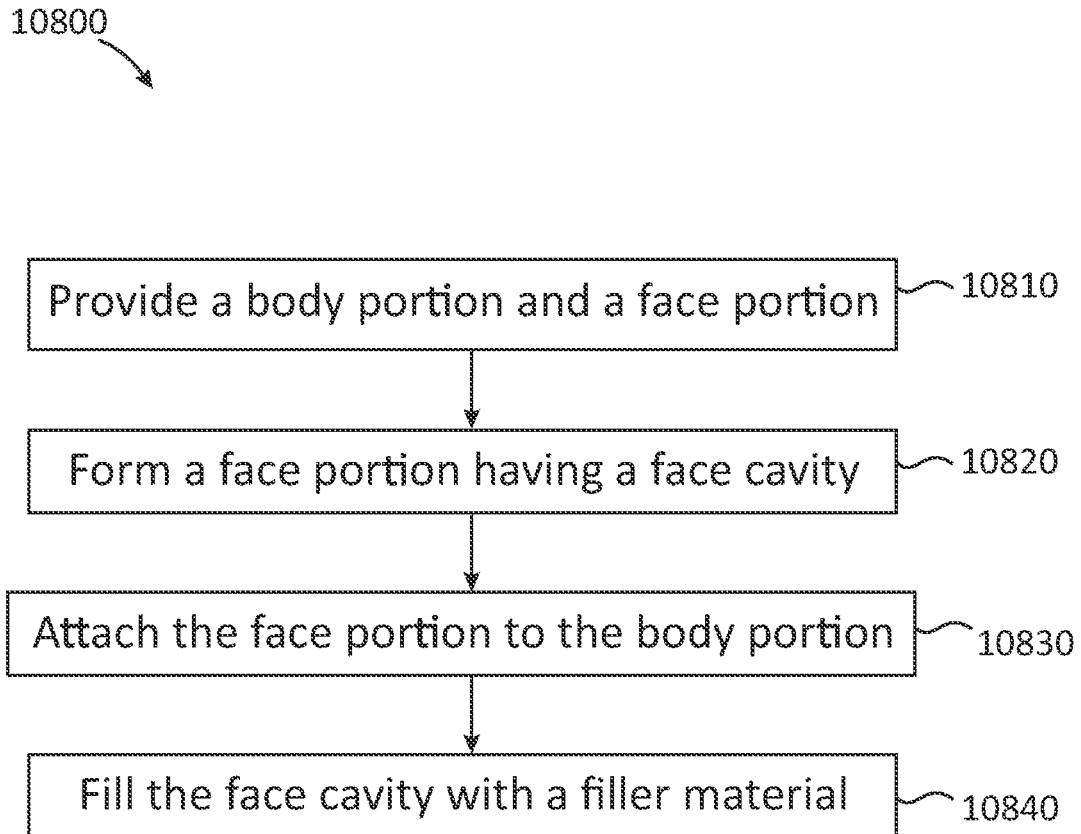 10800
Provide a body portion and a face portion
10810
Form a face portion having a face cavity
10820
Attach the face portion to the body portion
10830
Fill the face cavity with a filler material
10840